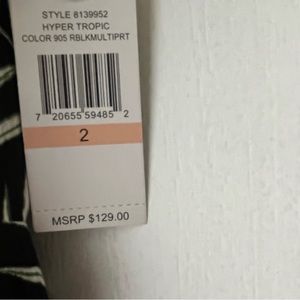 STYLE 8139952
HYPER TROPIC
COLOR 905 RBLKMULTIPRT
7 20655 59485 2
2
MSRP $129.00